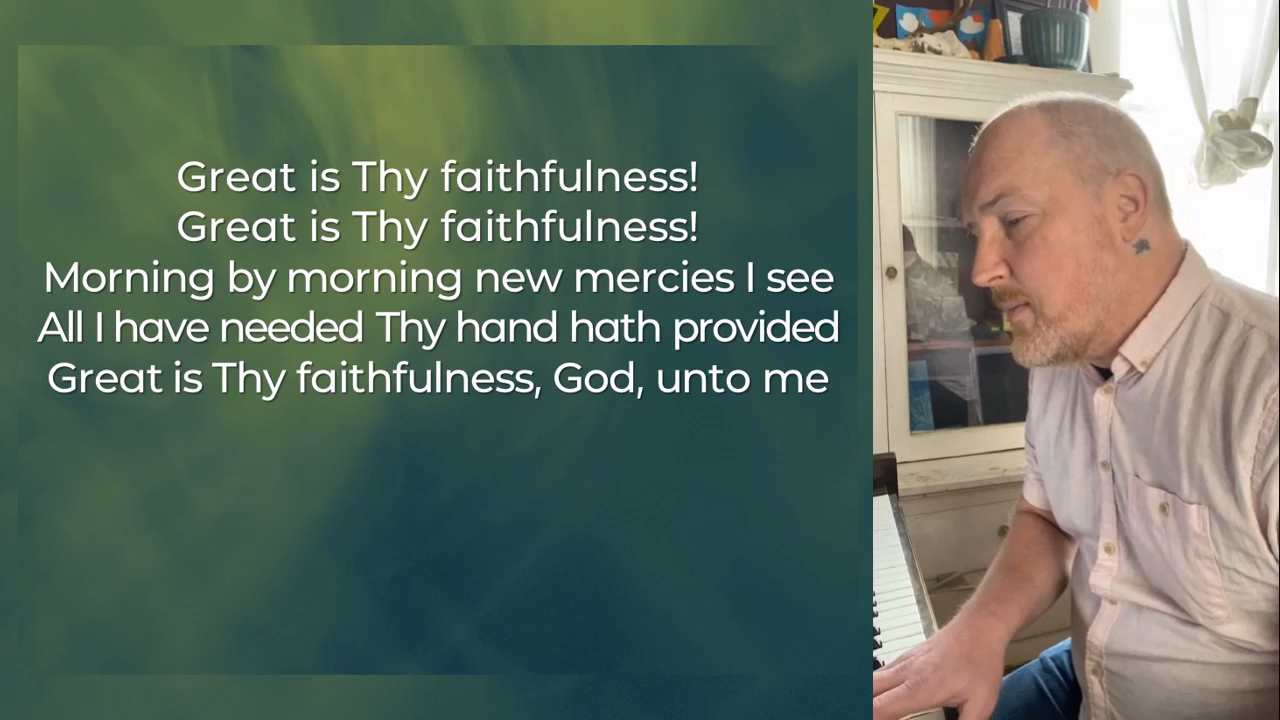 Great is Thy faithfulness!
Great is Thy faithfulness!
Morning by morning new mercies I see
All I have needed Thy hand hath provided
Great is Thy faithfulness, God, unto me